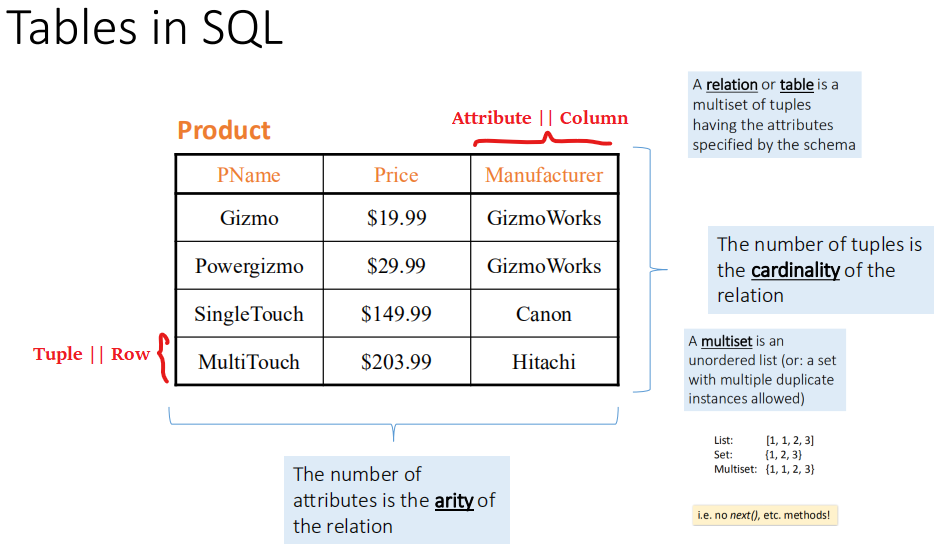 Tables in SQL
A relation or table is a
multiset of tuples
having the attributes
specified by the schema
Attribute || Column
Product
PName Price Manufacturer
Gizmo $19.99 GizmoWorks
Powergizmo $29.99 GizmoWorks
SingleTouch $149.99 Canon
MultiTouch $203.99 Hitachi
Tuple || Row
The number of tuples is
the cardinality of the
relation
A multiset is an
unordered list (or: a set
with multiple duplicate
instances allowed)
List: [1, 1, 2, 3]
Set: {1, 2, 3}
Multiset: {1, 1, 2, 3}
i.e. no next(), etc. methods!
The number of
attributes is the arity of
the relation